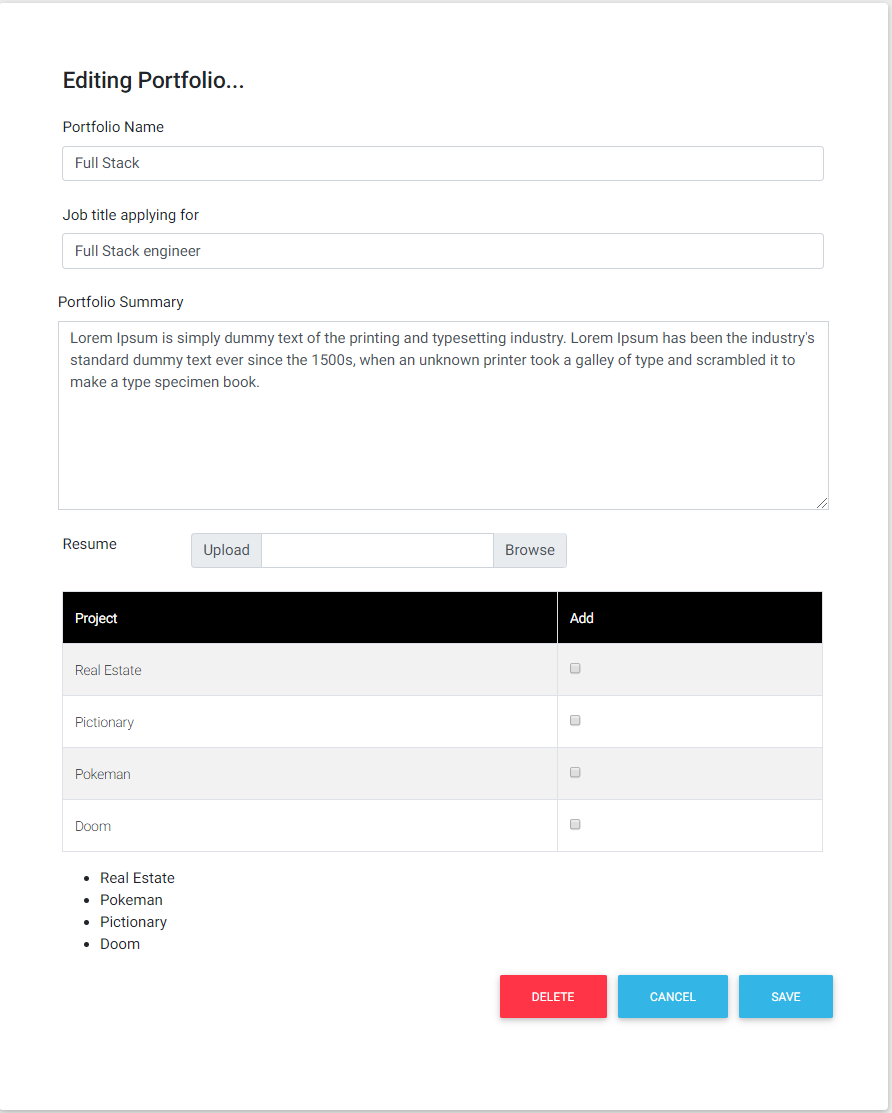 Editing Portfolio...
Portfolio Name
Full Stack
Job title applying for
Full Stack engineer
Portfolio Summary
Lorem Ipsum is simply dummy text of the printing and typesetting industry. Lorem Ipsum has been the industry's
standard dummy text ever since the 1500s, when an unknown printer took a galley of type and scrambled it to
make a type specimen book.
Resume Upload Browse
Project Add
Real Estate
Pictionary
Pokeman
Doom
Real Estate
Pokeman
Pictionary
Doom
DELETE CANCEL SAVE